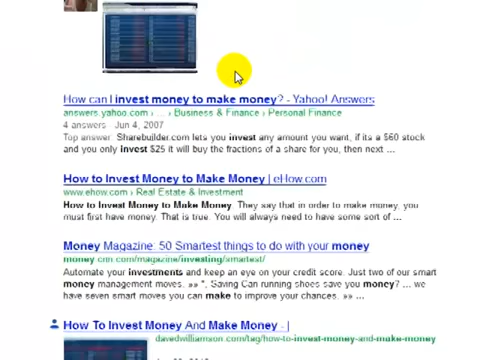 How can I invest money to make money? - Yahoo! Answers
answers.yahoo.com › ... › Business & Finance › Personal Finance
4 answers - Jun 4, 2007
Top answer: Sharebuilder.com lets you invest any amount you want, if its a $60 stock
and you only invest $25 it will buy the fractions of a share for you, then next ...
How to Invest Money to Make Money | eHow.com
www.ehow.com › Real Estate & Investment
How to Invest Money to Make Money. They say that in order to make money, you
must first have money. That is true. You will always need to have some sort of ...
Money Magazine: 50 Smartest things to do with your money
money.cnn.com/magazine/investing/smartest/
Automate your investments and keep an eye on your credit score. Just two of our smart
money management moves. »» ", Saving Can running shoes save you money? ... we
have seven smart moves you can make to improve your chances. ...
How To Invest Money And Make Money - |
davedwilliamson.com/tag/how-to-invest-money-and-make-money